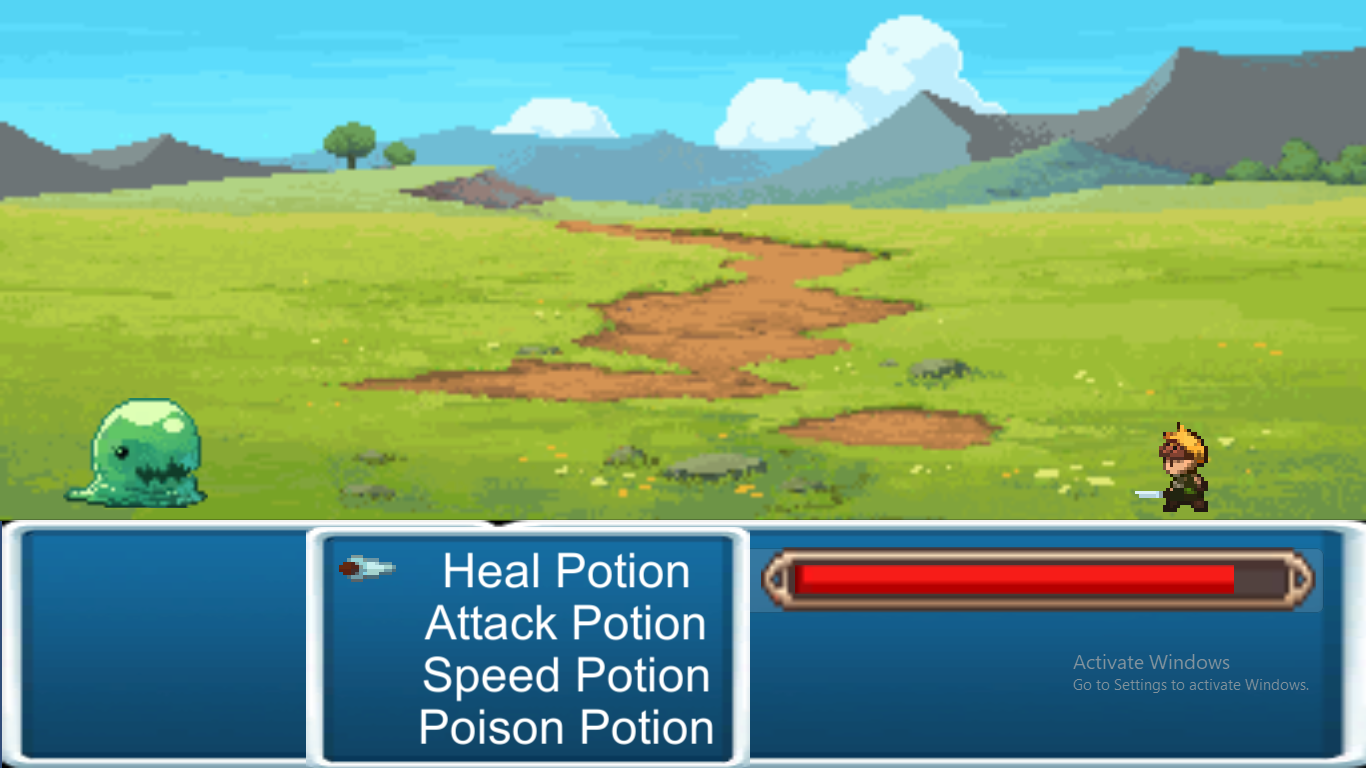 Heal Potion
Attack Potion
Speed Potion
Poison Potion
Activate Windows
Go to Settings to activate Windows.